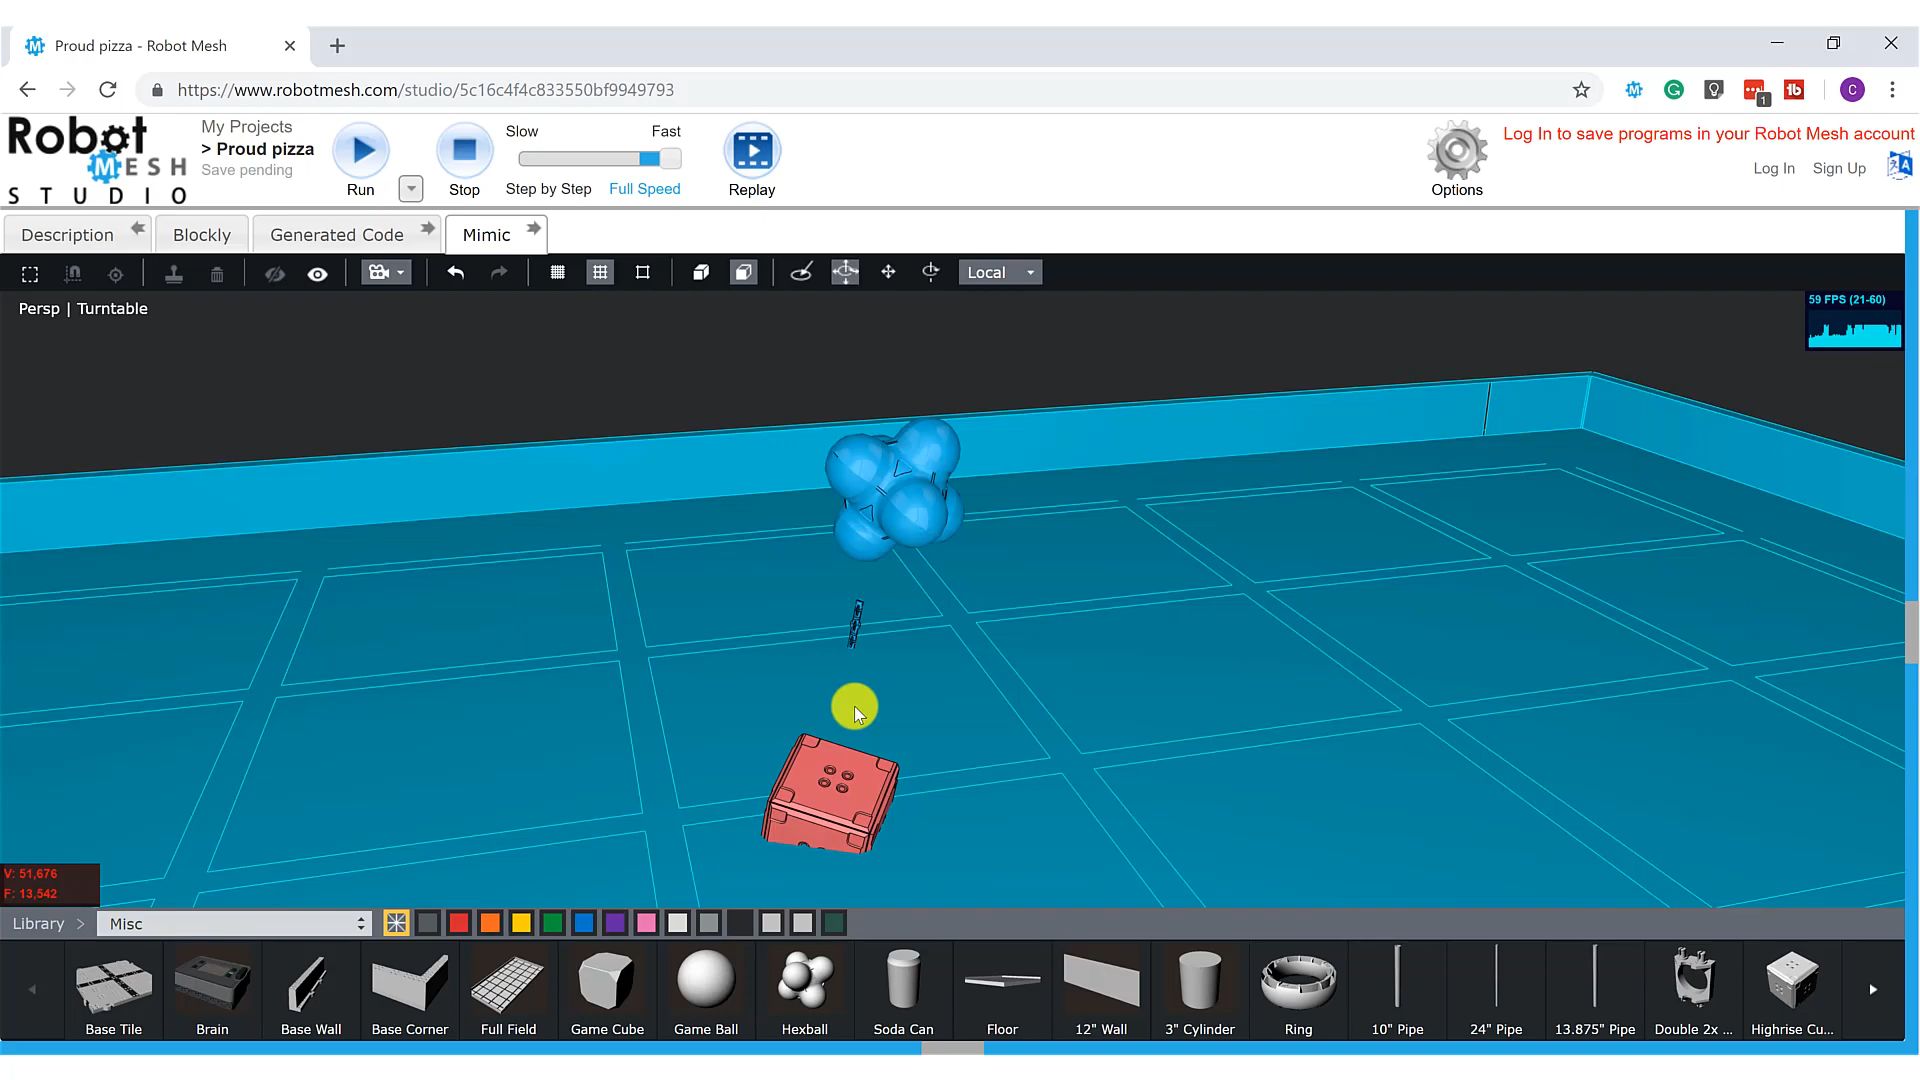 Proud pizza - Robot Mesh
https://www.robotmesh.com/studio/5c16c4f4c833550bf9949793
1
C
Robot
MESH
STUDIO
My Projects
> Proud pizza
Save pending
Run
Stop
Slow
Fast
Step by Step
Full Speed
Replay
Options
Log In to save programs in your Robot Mesh account
Log In
Sign Up
Description
Blockly
Generated Code
Mimic
Local
Persp | Turntable
59 FPS (21-60)
V: 51,676
F: 13,542
Library >
Misc
Base Tile
Brain
Base Wall
Base Corner
Full Field
Game Cube
Game Ball
Hexball
Soda Can
Floor
12" Wall
3" Cylinder
Ring
10" Pipe
24" Pipe
13.875" Pipe
Double 2x ...
Highrise Cu...